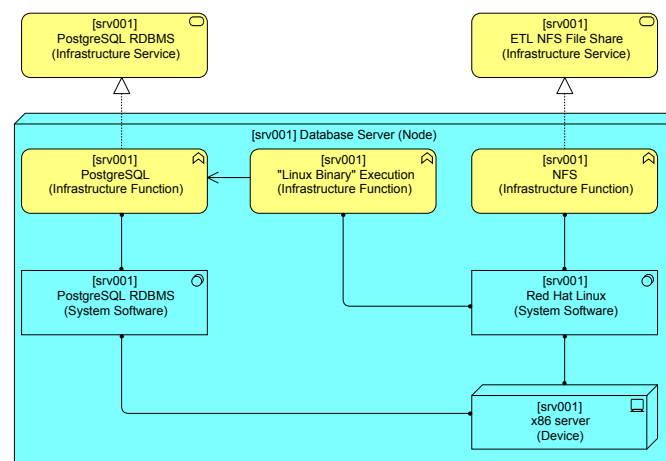 [srv001]
PostgreSQL RDBMS
(Infrastructure Service)
[srv001]
ETL NFS File Share
(Infrastructure Service)
[srv001] Database Server (Node)
[srv001]
PostgreSQL
(Infrastructure Function)
[srv001]
"Linux Binary" Execution
(Infrastructure Function)
[srv001]
NFS
(Infrastructure Function)
[srv001]
PostgreSQL RDBMS
(System Software)
[srv001]
Red Hat Linux
(System Software)
[srv001]
x86 server
(Device)